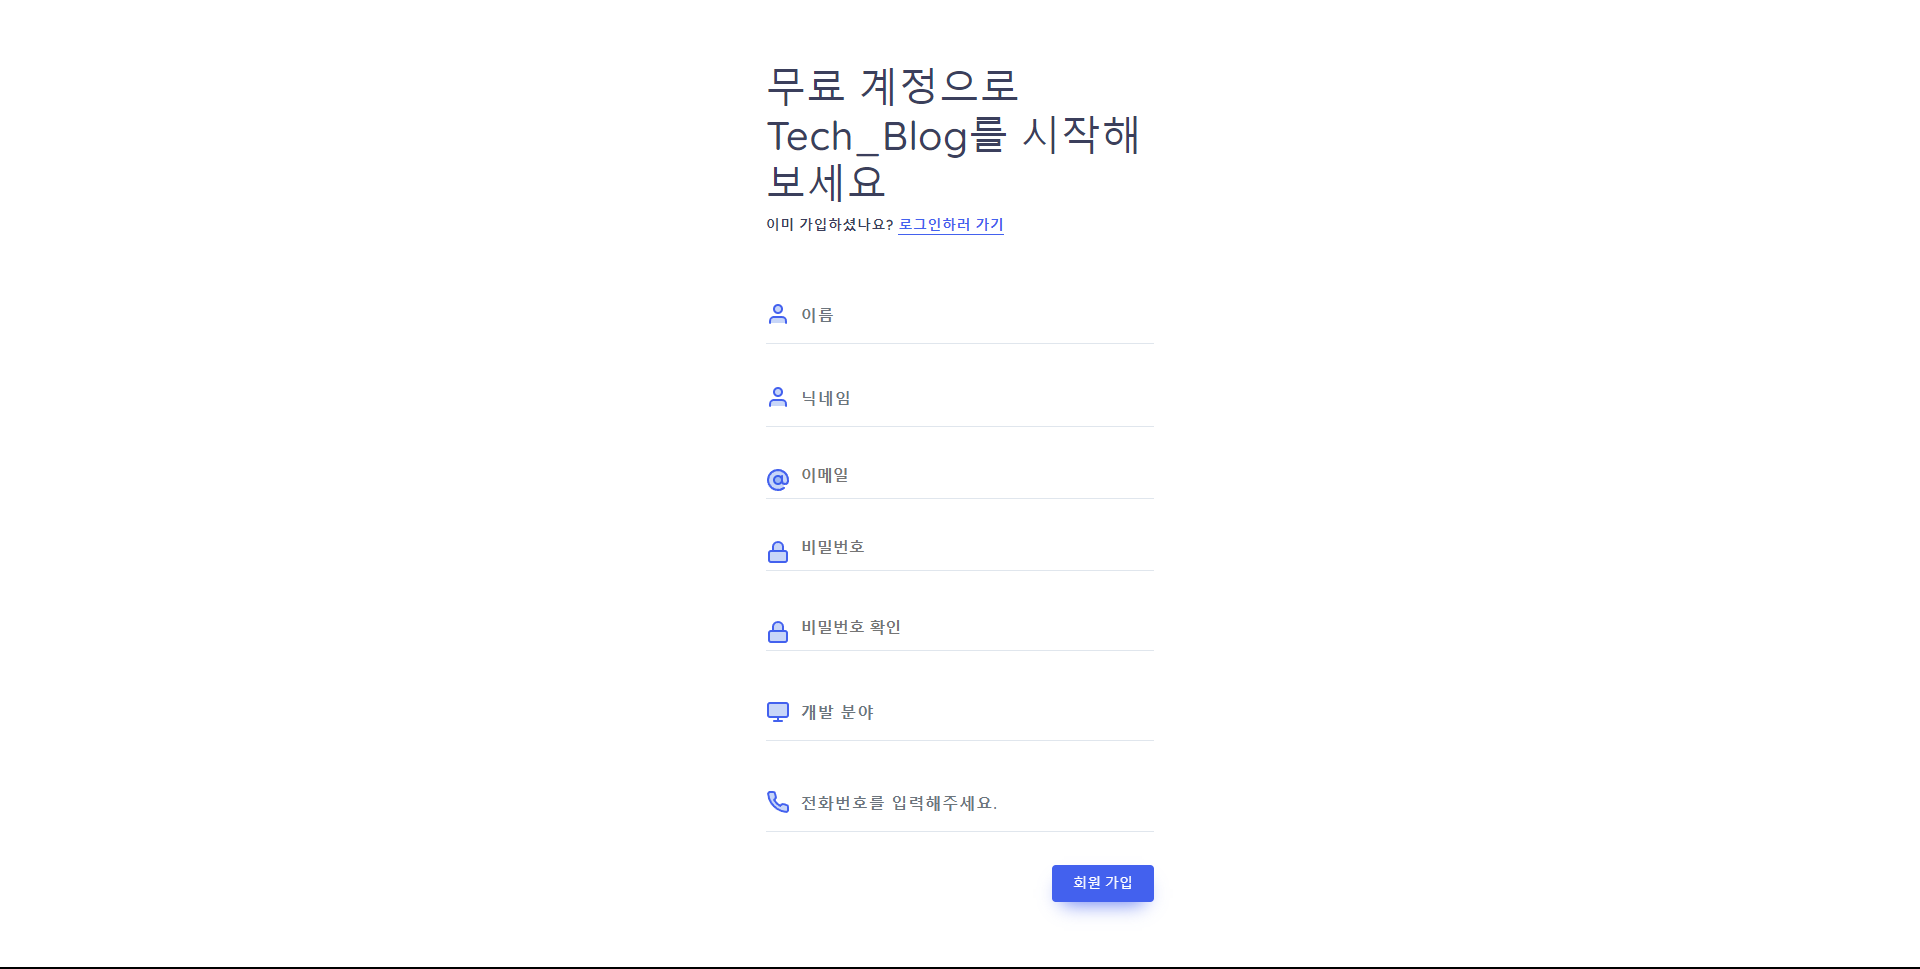 무료 계정으로
Tech_Blog를 시작해
보세요
이미 가입하셨나요? 로그인하러 가기
이름
닉네임
이메일
비밀번호
비밀번호 확인
개발 분야
전화번호를 입력해주세요.
회원 가입